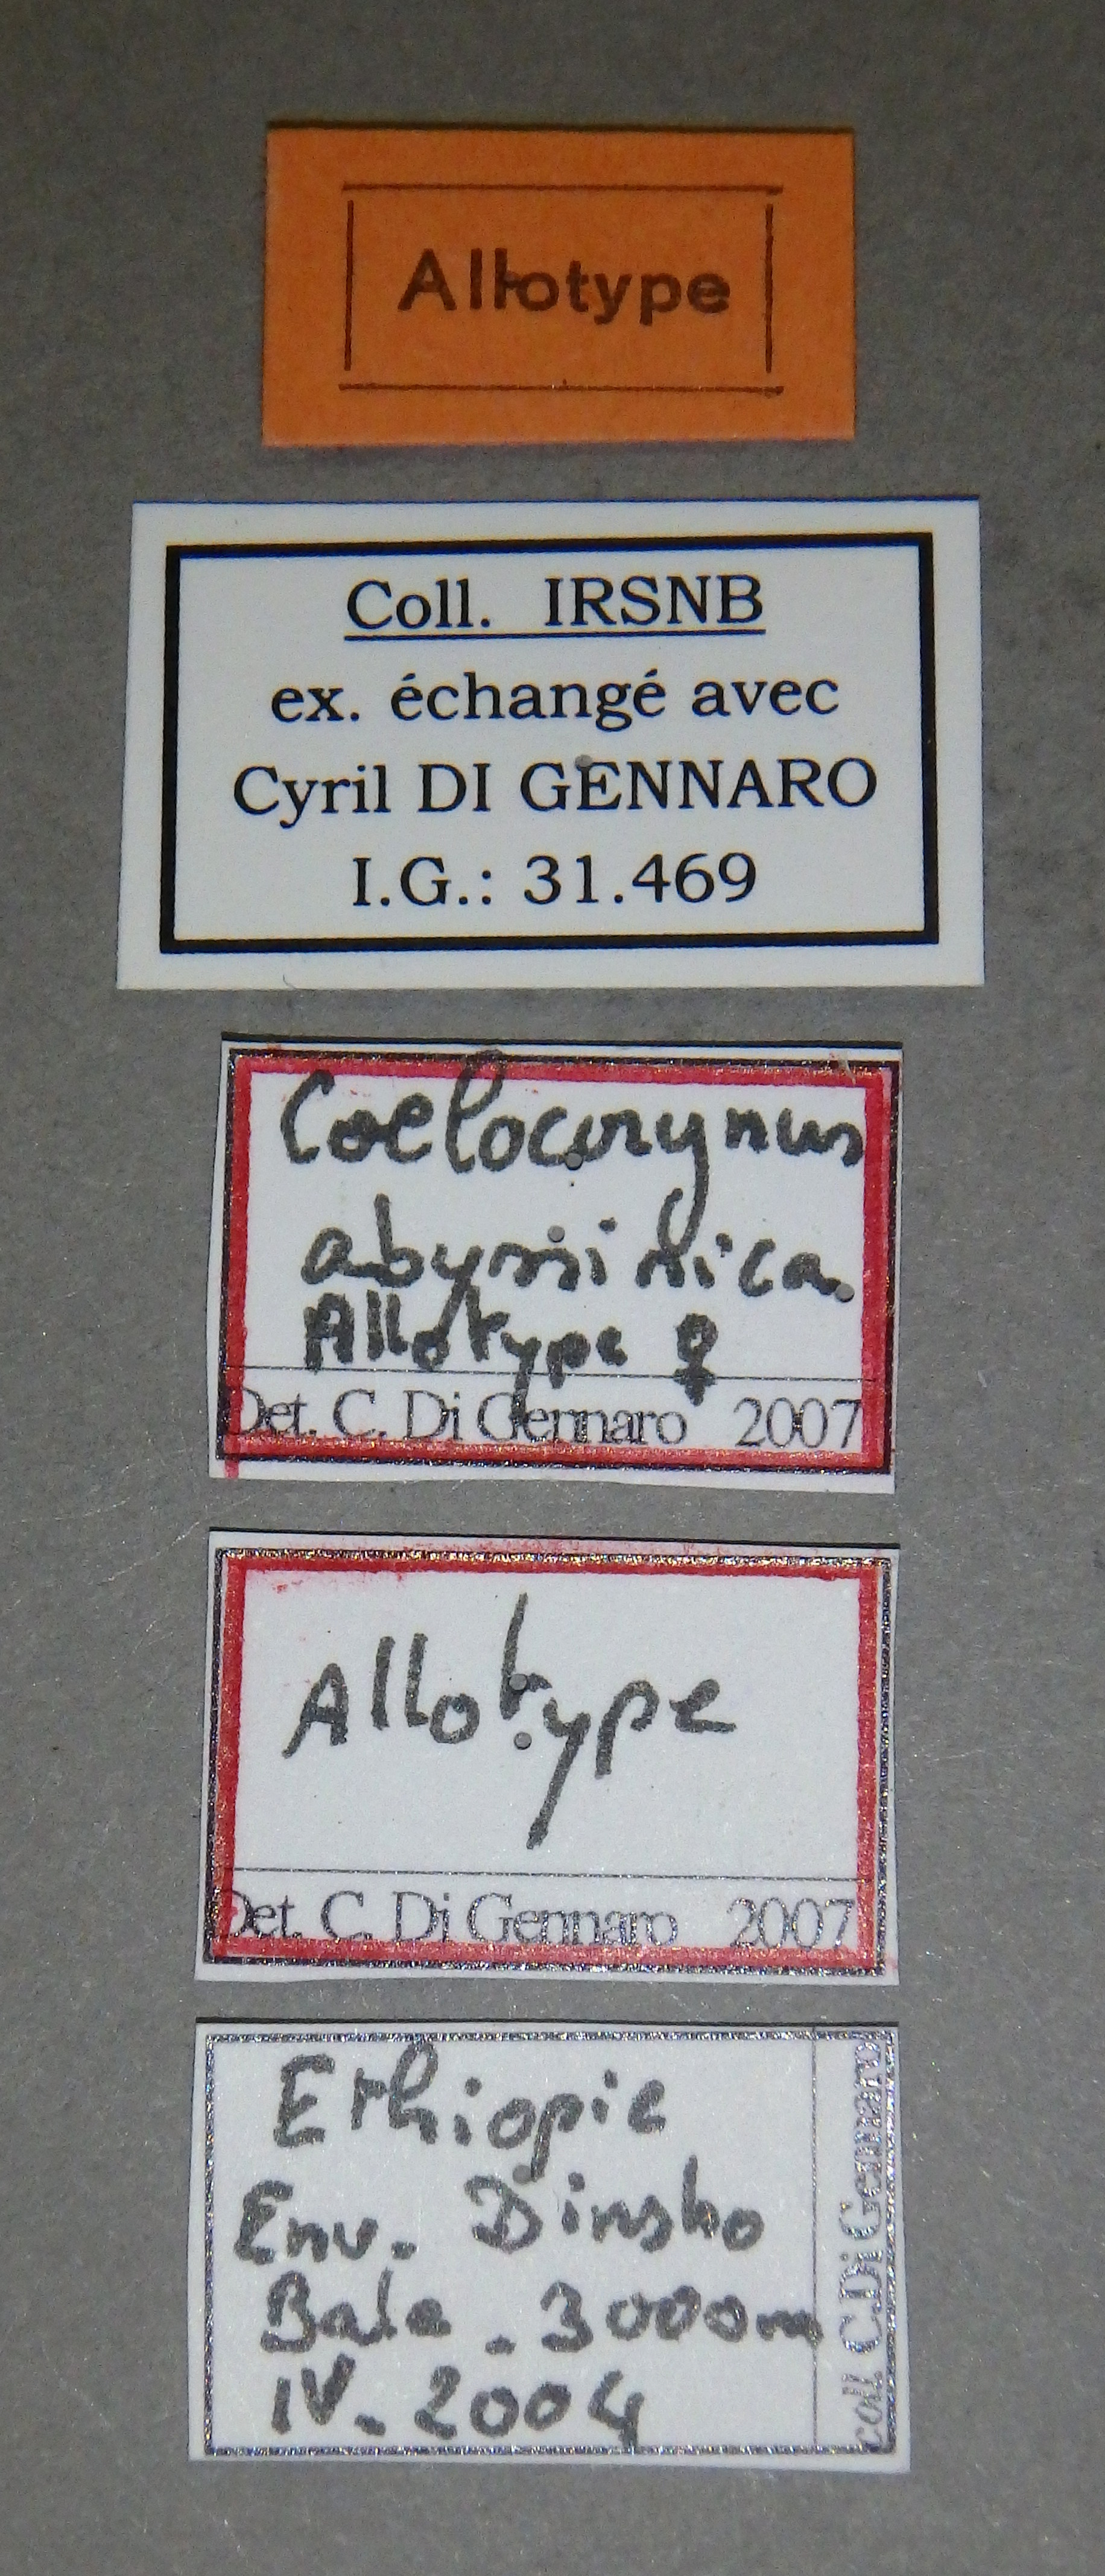 Allotype
Coll. IRSNB
ex. échangé avec
Cyril DI GENNARO
I.G.: 31.469
Coelocorynus
abyssinica
Allotype ♀
Det. C. Di Gennaro 2007
Allotype
Det. C. Di Gennaro 2007
Ethiopie
Env. Dinsho
Bale - 3000m
IV. 2004
coll. C.Di Gennaro